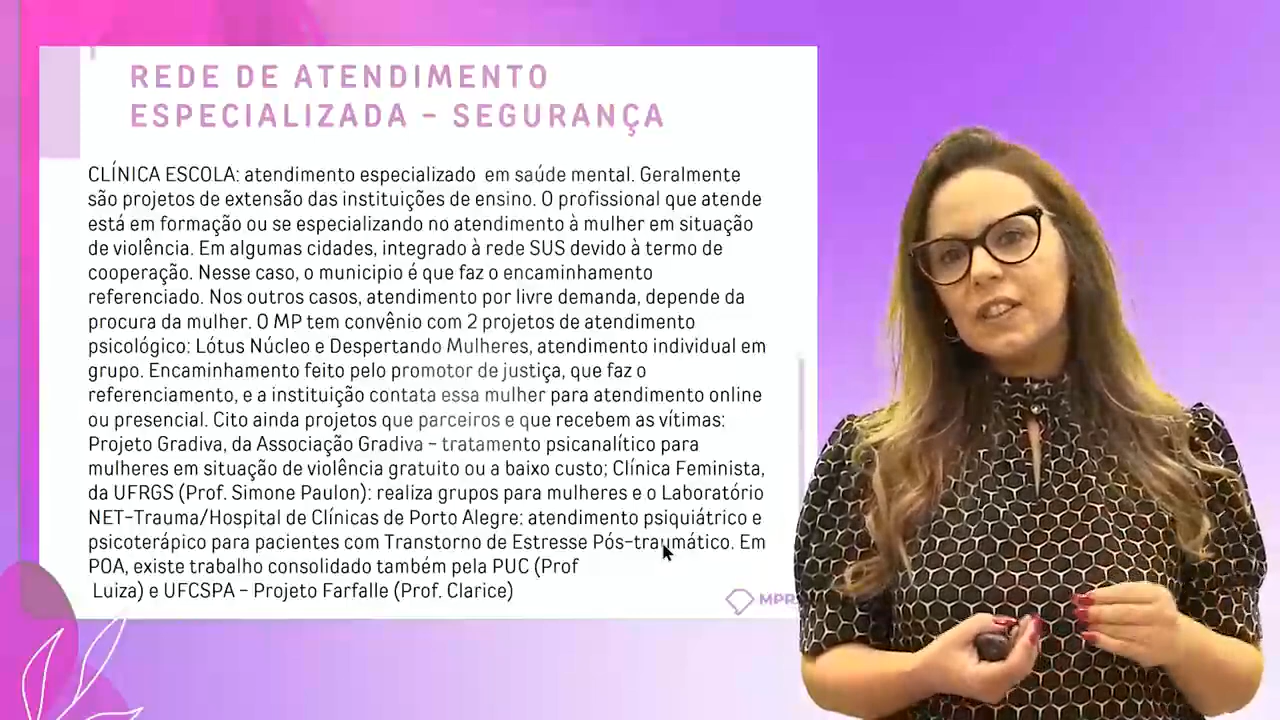 REDE DE ATENDIMENTO
ESPECIALIZADA - SEGURANÇA
CLÍNICA ESCOLA: atendimento especializado em saúde mental. Geralmente
são projetos de extensão das instituições de ensino. O profissional que atende
está em formação ou se especializando no atendimento à mulher em situação
de violência. Em algumas cidades, integrado à rede SUS devido à termo de
cooperação. Nesse caso, o municipio é que faz o encaminhamento
referenciado. Nos outros casos, atendimento por livre demanda, depende da
procura da mulher. O MP tem convênio com 2 projetos de atendimento
psicológico: Lótus Núcleo e Despertando Mulheres, atendimento individual em
grupo. Encaminhamento feito pelo promotor de justiça, que faz o
referenciamento, e a instituição contata essa mulher para atendimento online
ou presencial. Cito ainda projetos que parceiros e que recebem as vítimas:
Projeto Gradiva, da Associação Gradiva - tratamento psicanalítico para
mulheres em situação de violência gratuito ou a baixo custo; Clínica Feminista,
da UFRGS (Prof. Simone Paulon): realiza grupos para mulheres e o Laboratório
NET-Trauma/Hospital de Clínicas de Porto Alegre: atendimento psiquiátrico e
psicoterápico para pacientes com Transtorno de Estresse Pós-traumático. Em
POA, existe trabalho consolidado também pela PUC (Prof
Luiza) e UFCSPA - Projeto Farfalle (Prof. Clarice)